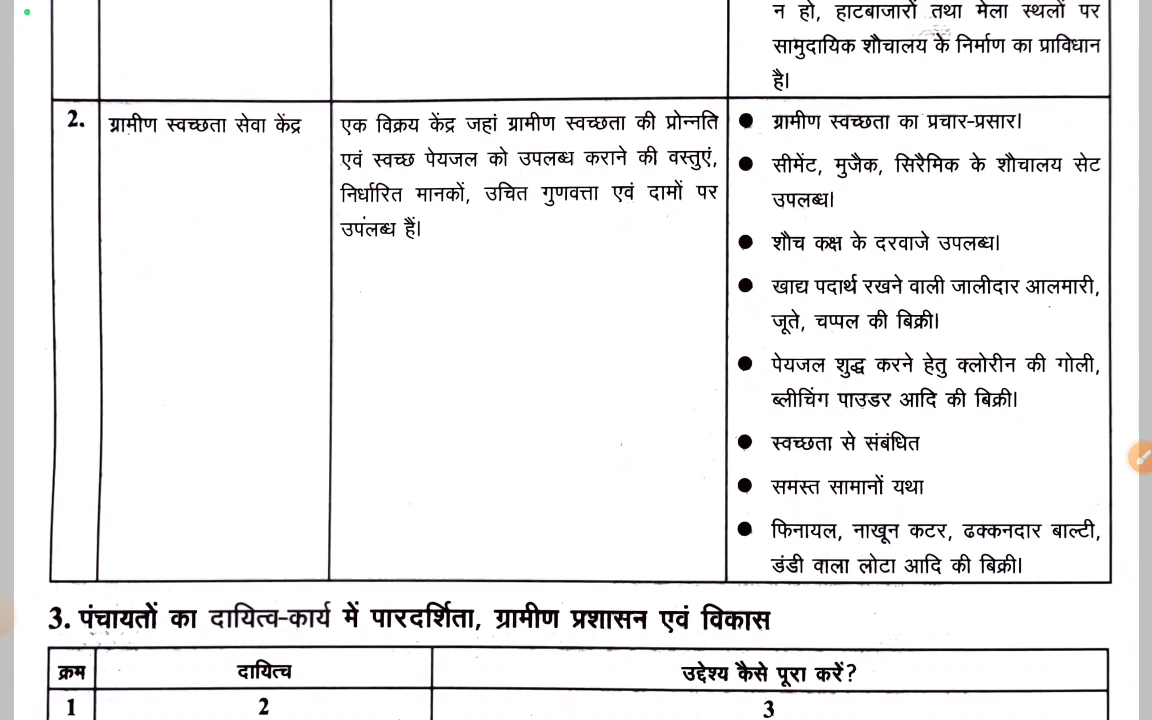 न हो, हाटबाजारों तथा मेला स्थलों पर
सामुदायिक शौचालय के निर्माण का प्राविधान
है।
2. ग्रामीण स्वच्छता सेवा केंद्र
एक विक्रय केंद्र जहां ग्रामीण स्वच्छता की प्रोन्नति
एवं स्वच्छ पेयजल को उपलब्ध कराने की वस्तुएं,
निर्धारित मानकों, उचित गुणवत्ता एवं दामों पर
उपलब्ध हैं।
● ग्रामीण स्वच्छता का प्रचार-प्रसार।
● सीमेंट, मुजैक, सिरैमिक के शौचालय सेट
उपलब्ध।
● शौच कक्ष के दरवाजे उपलब्ध।
● खाद्य पदार्थ रखने वाली जालीदार आलमारी,
जूते, चप्पल की बिक्री।
● पेयजल शुद्ध करने हेतु क्लोरीन की गोली,
ब्लीचिंग पाउडर आदि की बिक्री।
● स्वच्छता से संबंधित
● समस्त सामानों यथा
● फिनायल, नाखून कटर, ढक्कनदार बाल्टी,
डंडी वाला लोटा आदि की बिक्री।
3. पंचायतों का दायित्व-कार्य में पारदर्शिता, ग्रामीण प्रशासन एवं विकास
क्रम दायित्व उद्देश्य कैसे पूरा करें?
1 2 3